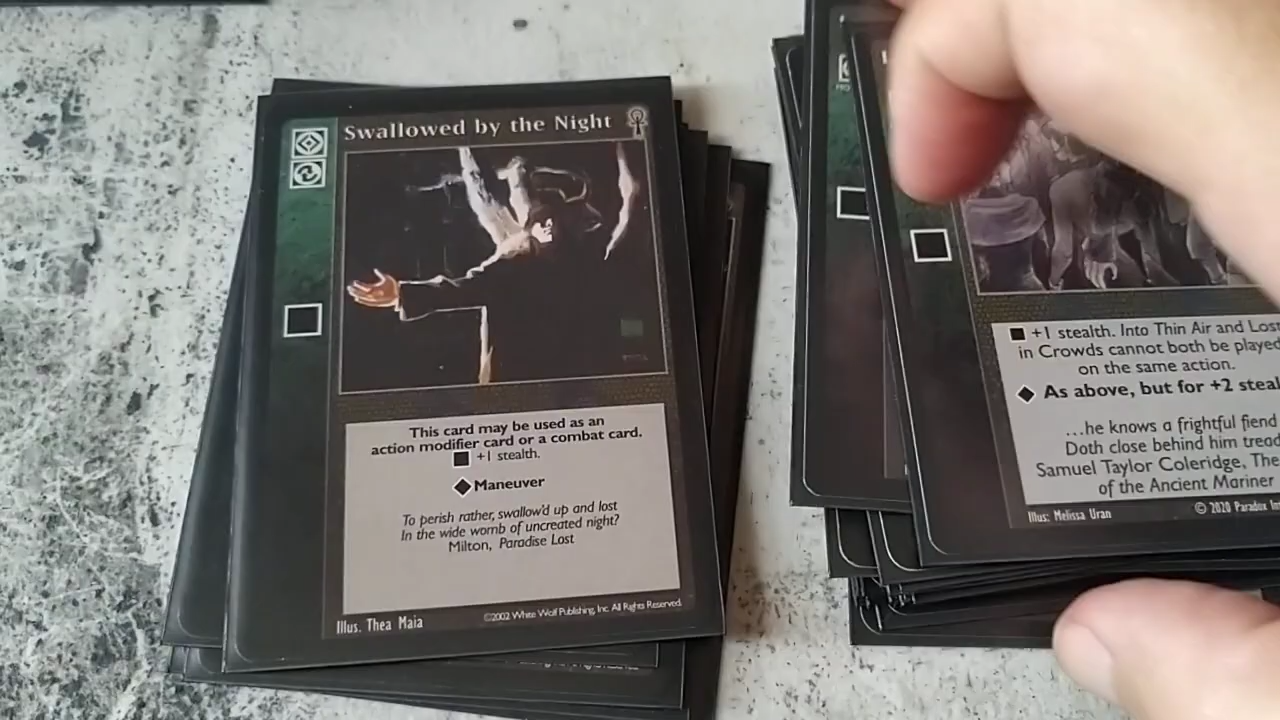 Swallowed by the Night
This card may be used as an
action modifier card or a combat card.
+1 stealth.
Maneuver
To perish rather, swallow'd up and lost
In the wide womb of uncreated night?
Milton, Paradise Lost
Illus. Thea Maia
©2002 White Wolf Publishing, Inc. All Rights Reserved.
+1 stealth. Into Thin Air and Lost
in Crowds cannot both be played
on the same action.
As above, but for +2
...he knows a frightful fiend
Doth close behind him
Samuel Taylor Coleridge, The
of the Ancient Mariner
Illus: Melissa Uran
© 2020 Paradox